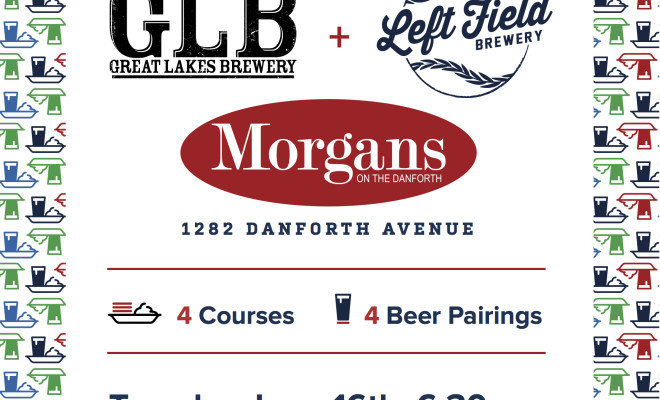 GLB
GREAT LAKES BREWERY
+
Left Field
BREWERY
Morgans
ON THE DANFORTH
1282 DANFORTH AVENUE
4 Courses
4 Beer Pairings